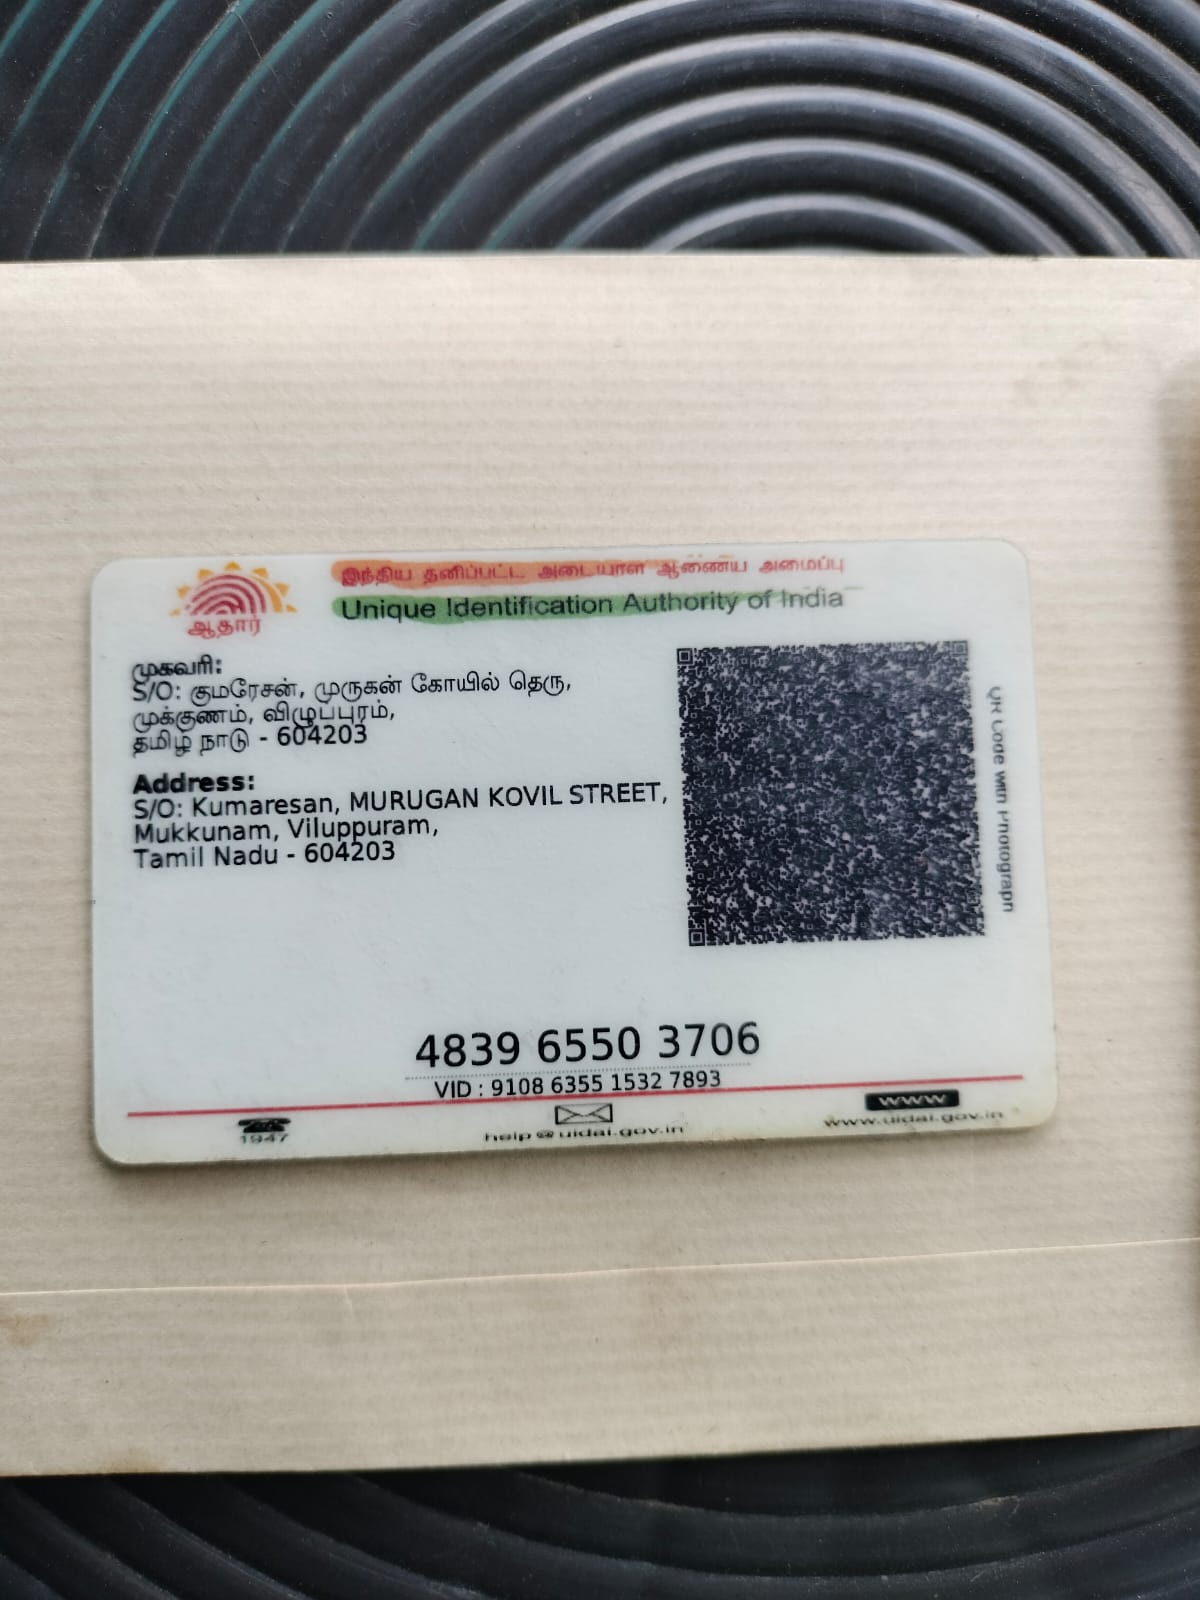 இந்திய தனிப்பட்ட அடையாள ஆணைய அமைப்பு
Unique Identification Authority of India
ஆதார்
முகவரி:
S/O: குமரேசன், முருகன் கோயில் தெரு,
முக்குணம், விழுப்புரம்,
தமிழ் நாடு - 604203
Address:
S/O: Kumaresan, MURUGAN KOVIL STREET,
Mukkunam, Viluppuram,
Tamil Nadu - 604203
QR Code with Photograph
4839 6550 3706
VID : 9108 6355 1532 7893
1947
help@uidai.gov.in
www
www.uidai.gov.in